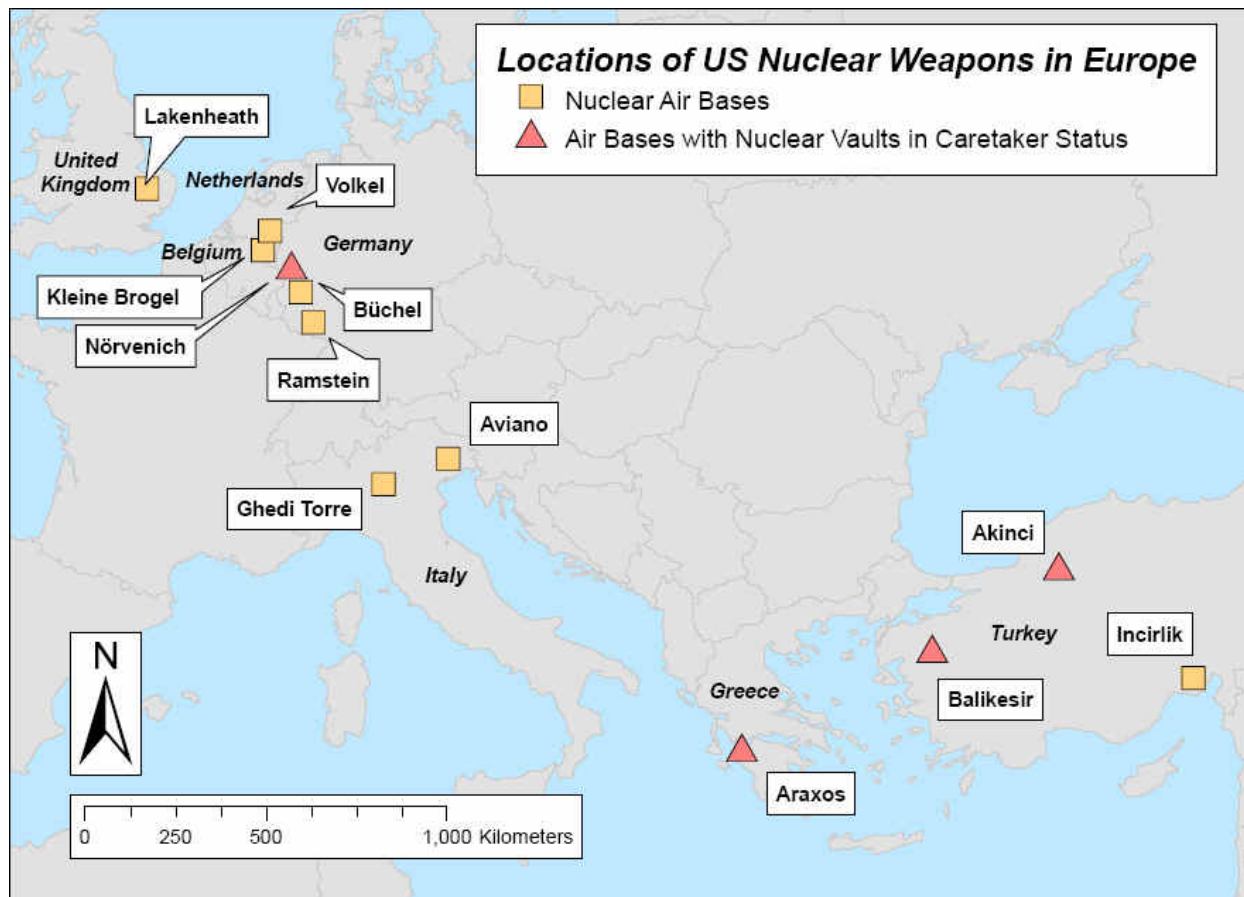 Locations of US Nuclear Weapons in Europe
Nuclear Air Bases
Air Bases with Nuclear Vaults in Caretaker Status
Lakenheath
United
Kingdom
Netherlands
Volkel
Belgium
Germany
Kleine Brogel
Büchel
Nörvenich
Ramstein
Aviano
Ghedi Torre
Italy
Akinci
Turkey
Incirlik
Balikesir
Greece
Araxos
N
0 250 500 1,000 Kilometers